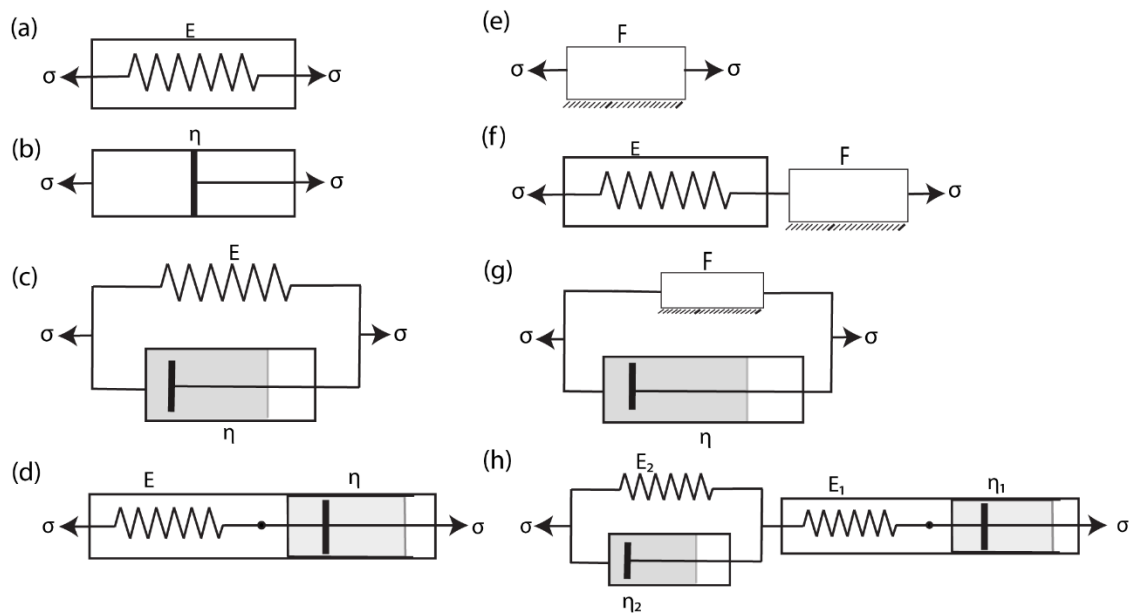 (a)
E
σ σ
(b)
η
σ σ
(c)
E
σ σ
η
(d)
E η
σ σ
(e)
F
σ σ
(f)
E F
σ σ
(g)
F
σ σ
η
(h)
E₂
E₁ η₁
σ σ
η₂